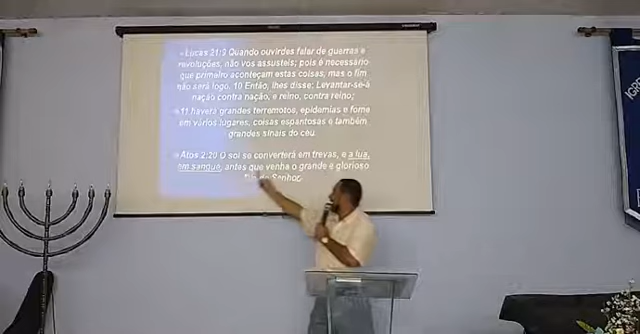 Lucas 21:9 Quando ouvirdes falar de guerras e
revoluções, não vos assusteis; pois é necessário
que primeiro aconteçam estas coisas, mas o fim
não será logo. 10 Então, lhes disse: Levantar-se-á
nação contra nação, e reino, contra reino;
11 haverá grandes terremotos, epidemias e fome
em vários lugares, coisas espantosas e também
grandes sinais do céu.
Atos 2:20 O sol se converterá em trevas, e a lua,
em sangue, antes que venha o grande e glorioso
Dia do Senhor.